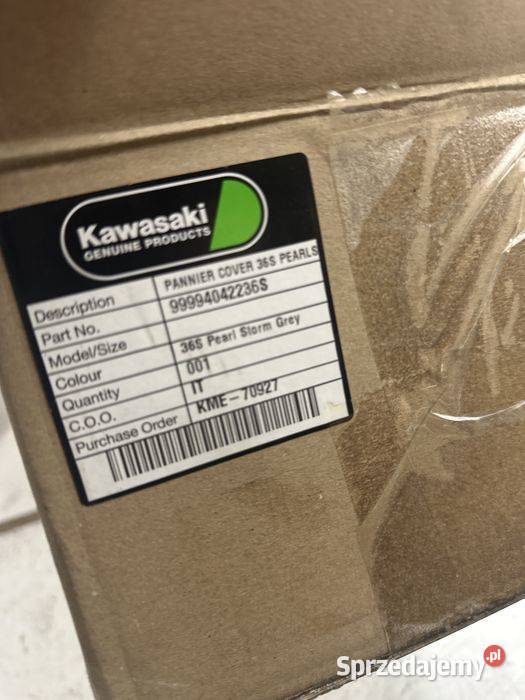 Kawasaki
GENUINE PRODUCTS
Description PANNIER COVER 36S PEARLS
Part No. 99994042236S
Model/Size
Colour 36S Pearl Storm Grey
Quantity 001
C.O.O. IT
Purchase Order KME-70927
Sprzedajemy.pl